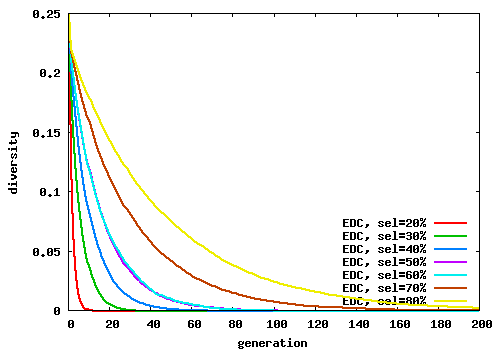 0.25
0.2
0.15
0.1
0.05
0
diversity
EDC, sel=20%
EDC, sel=30%
EDC, sel=40%
EDC, sel=50%
EDC, sel=60%
EDC, sel=70%
EDC, sel=80%
0 20 40 60 80 100 120 140 160 180 200
generation